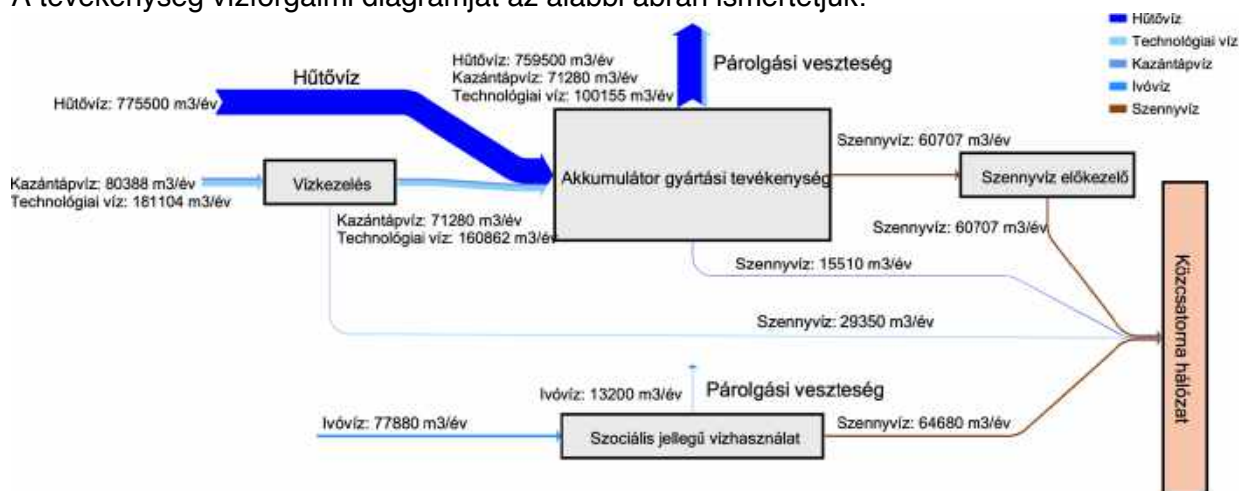 A tevékenység vízforgalmi diagramját az alábbi ábrán ismertetjük.
Hűtővíz
Technológiai víz
Kazántápvíz
Ivóvíz
Szennyvíz
Hűtővíz: 759500 m3/év
Kazántápvíz: 71280 m3/év
Technológiai víz: 100155 m3/év
Párolgási veszteség
Hűtővíz
Hűtővíz: 775500 m3/év
Szennyvíz: 60707 m3/év
Kazántápvíz: 80388 m3/év
Technológiai víz: 181104 m3/év
Vízkezelés
Akkumulátor gyártási tevékenység
Szennyvíz előkezelő
Kazántápvíz: 71280 m3/év
Technológiai víz: 160862 m3/év
Szennyvíz: 60707 m3/év
Szennyvíz: 15510 m3/év
Közcsatorna hálózat
Szennyvíz: 29350 m3/év
Ivóvíz: 13200 m3/év
Párolgási veszteség
Ivóvíz: 77880 m3/év
Szociális jellegű vízhasználat
Szennyvíz: 64680 m3/év